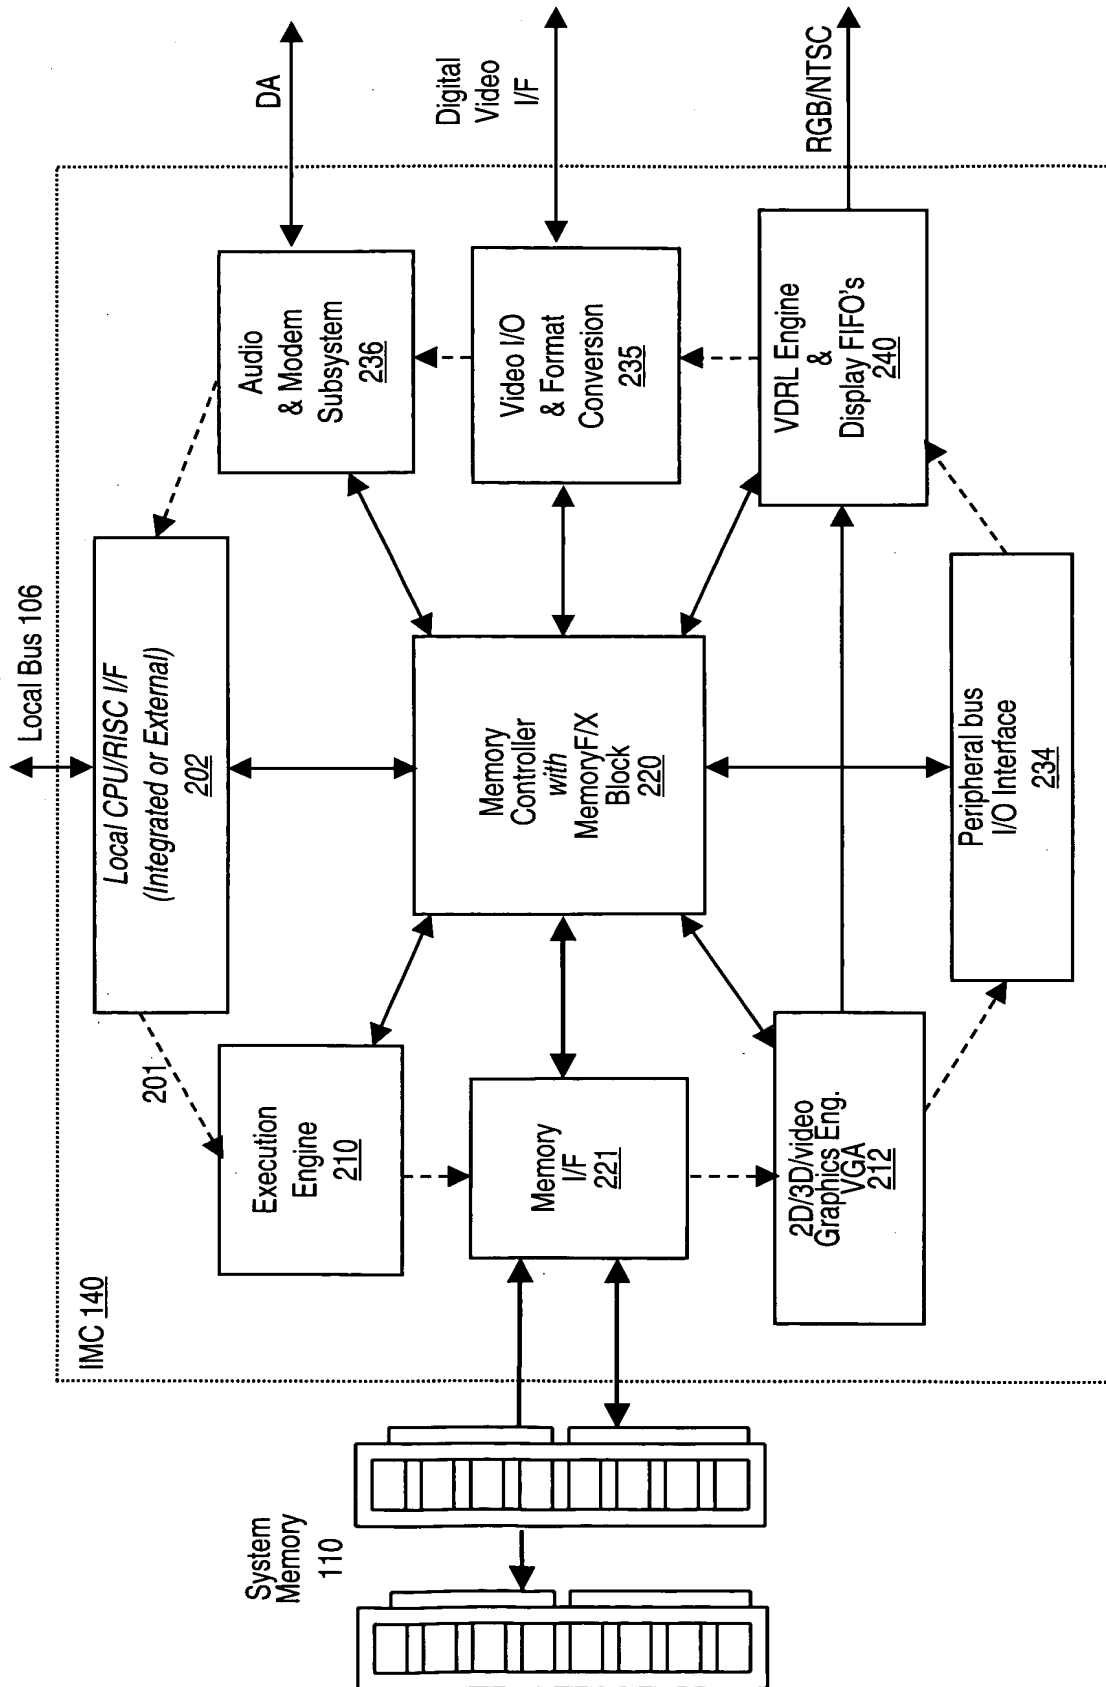 System
Memory
110
IMC 140
Local Bus 106
201
Local CPU/RISC I/F
(Integrated or External)
202
Execution
Engine
210
Audio
& Modem
Subsystem
236
DA
Memory
I/F
221
Memory
Controller
with
MemoryF/X
Block
220
Video I/O
& Format
Conversion
235
Digital
Video
I/F
2D/3D/video
Graphics Eng.
VGA
212
VDRL Engine
&
Display FIFO's
240
RGB/NTSC
Peripheral bus
I/O Interface
234